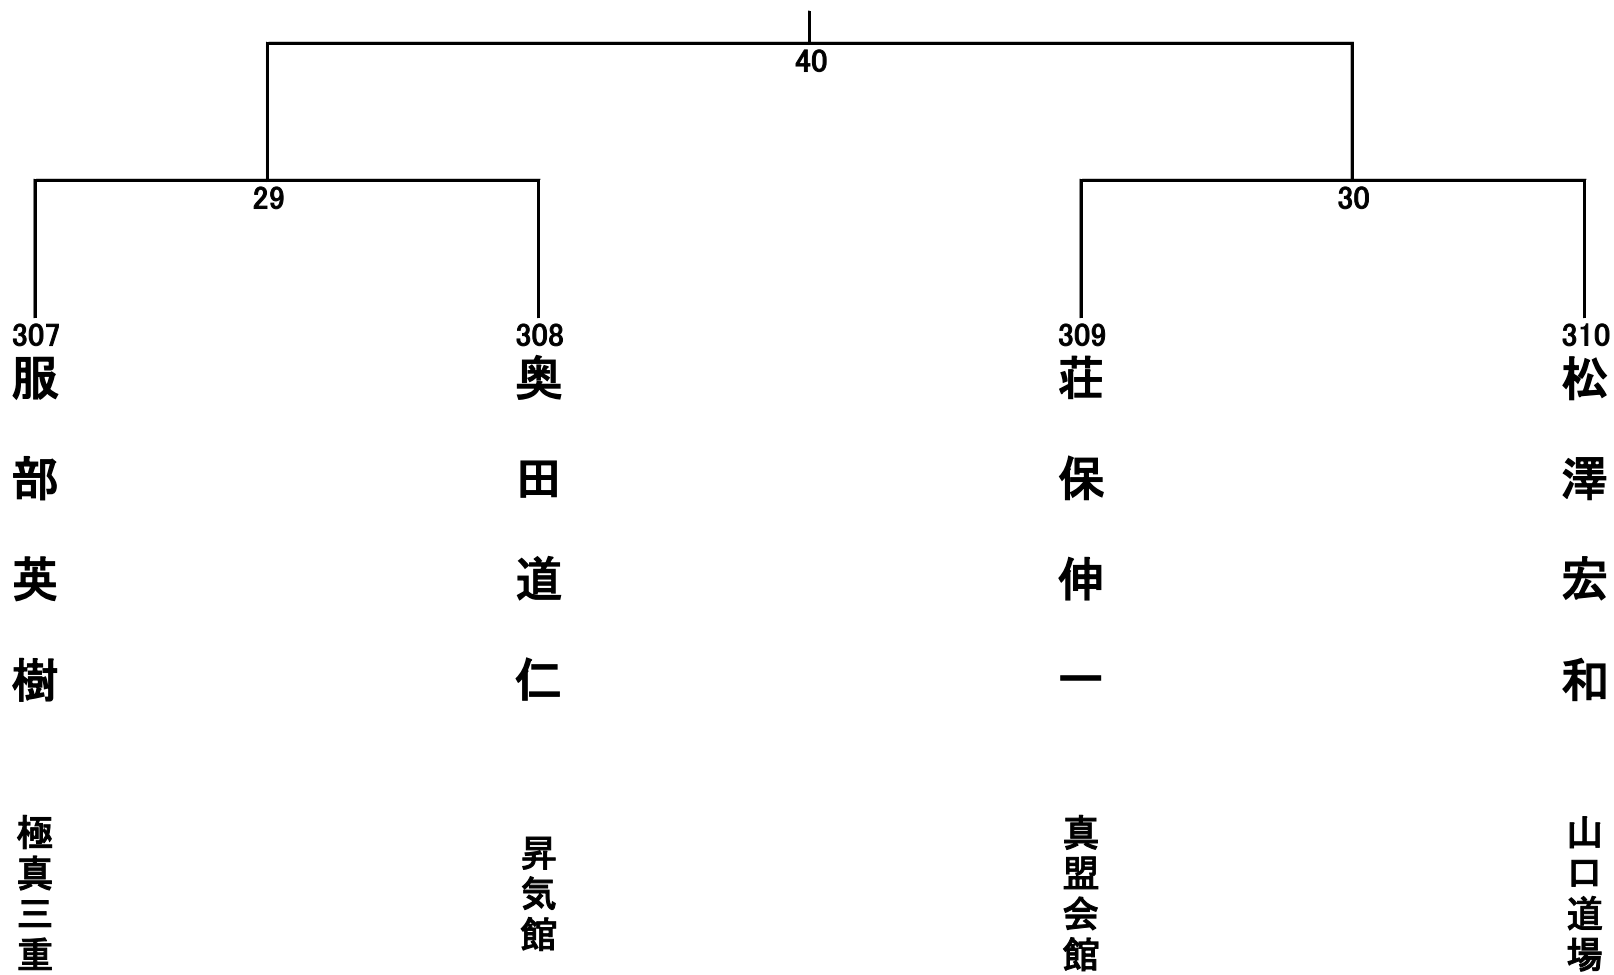 40
29
30
307
308
309
310
服部英樹
奥田道仁
荘保伸一
松澤宏和
極真三重
昇気館
真盟会館
山口道場